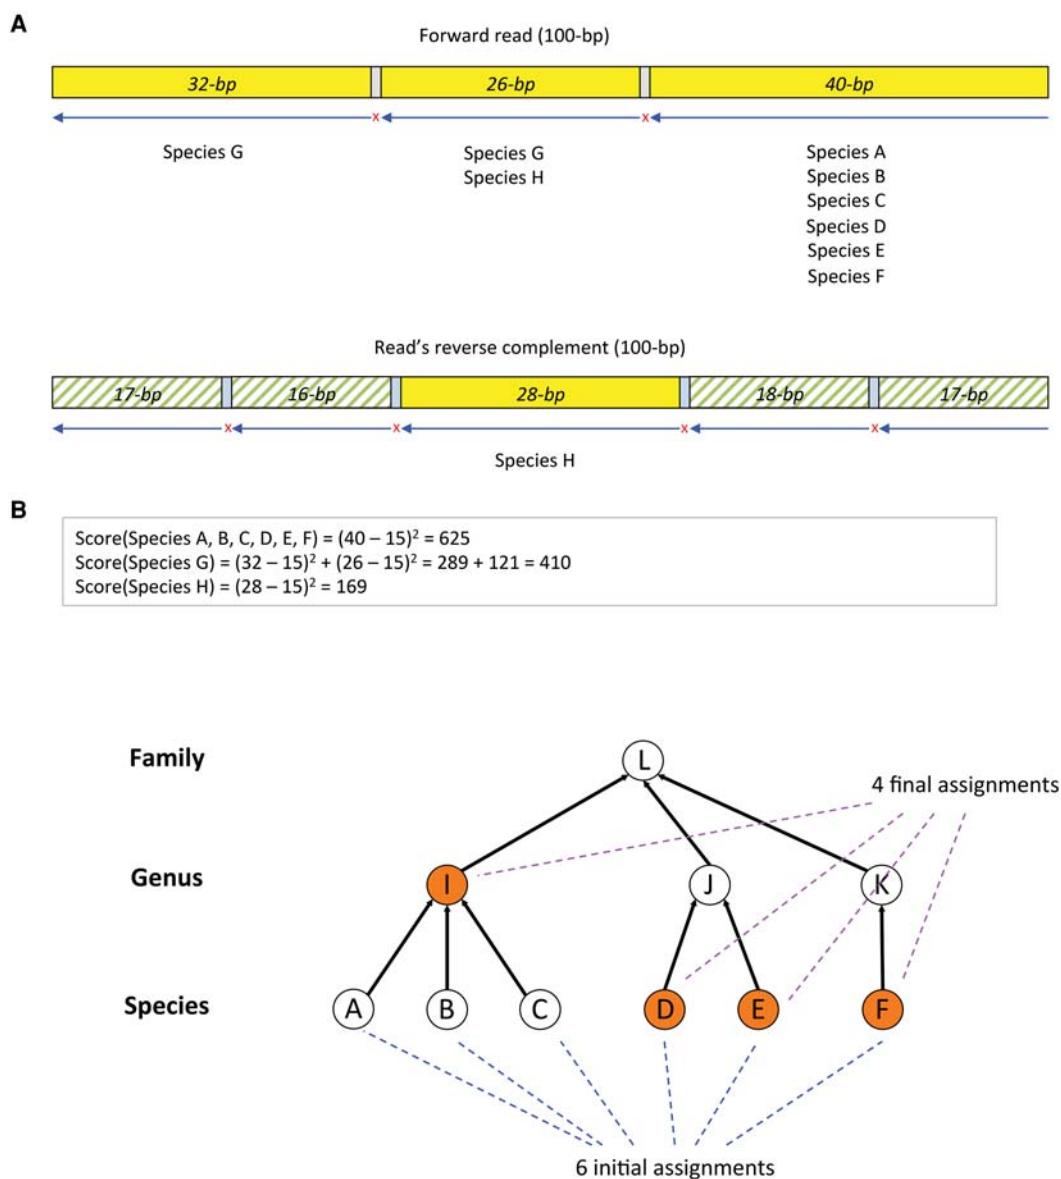 A
Forward read (100-bp)
32-bp 26-bp 40-bp
x x
Species G
Species G
Species H
Species A
Species B
Species C
Species D
Species E
Species F
Read's reverse complement (100-bp)
17-bp 16-bp 28-bp 18-bp 17-bp
x x x x
Species H
B
Score(Species A, B, C, D, E, F) = (40 – 15)² = 625
Score(Species G) = (32 – 15)² + (26 – 15)² = 289 + 121 = 410
Score(Species H) = (28 – 15)² = 169
Family
L
4 final assignments
Genus
I J K
Species
A B C D E F
6 initial assignments